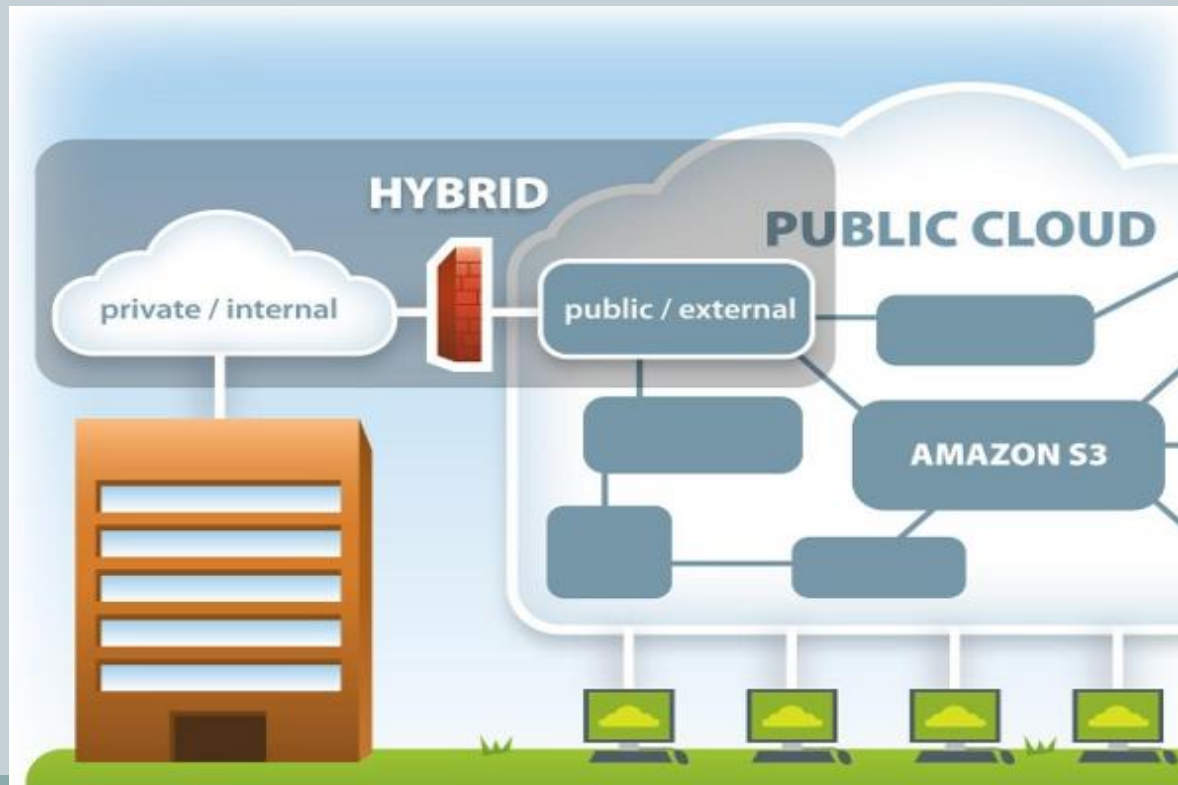 HYBRID
PUBLIC CLOUD
private / internal
public / external
AMAZON S3